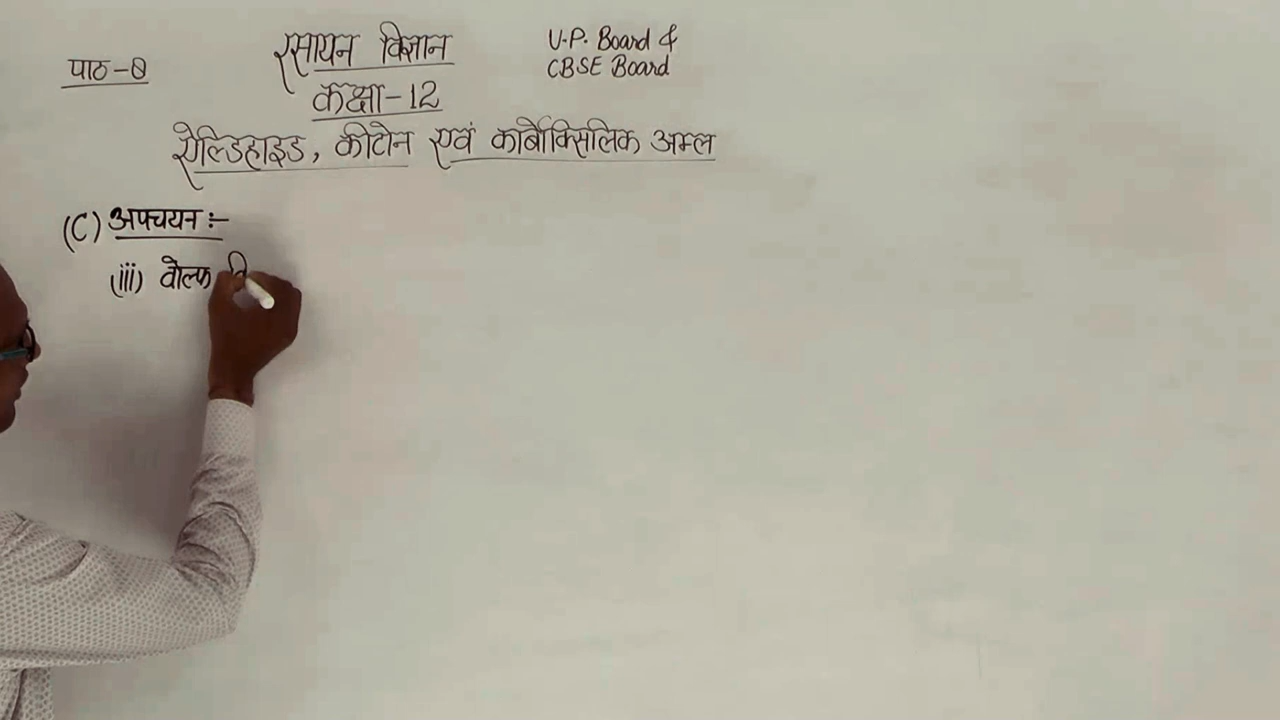 पाठ-8
रसायन विज्ञान
कक्षा-12
U.P. Board &
CBSE Board
ऐल्डिहाइड, कीटोन एवं कार्बोक्सिलिक अम्ल
(C) अपचयन :-
(iii) वोल्फ